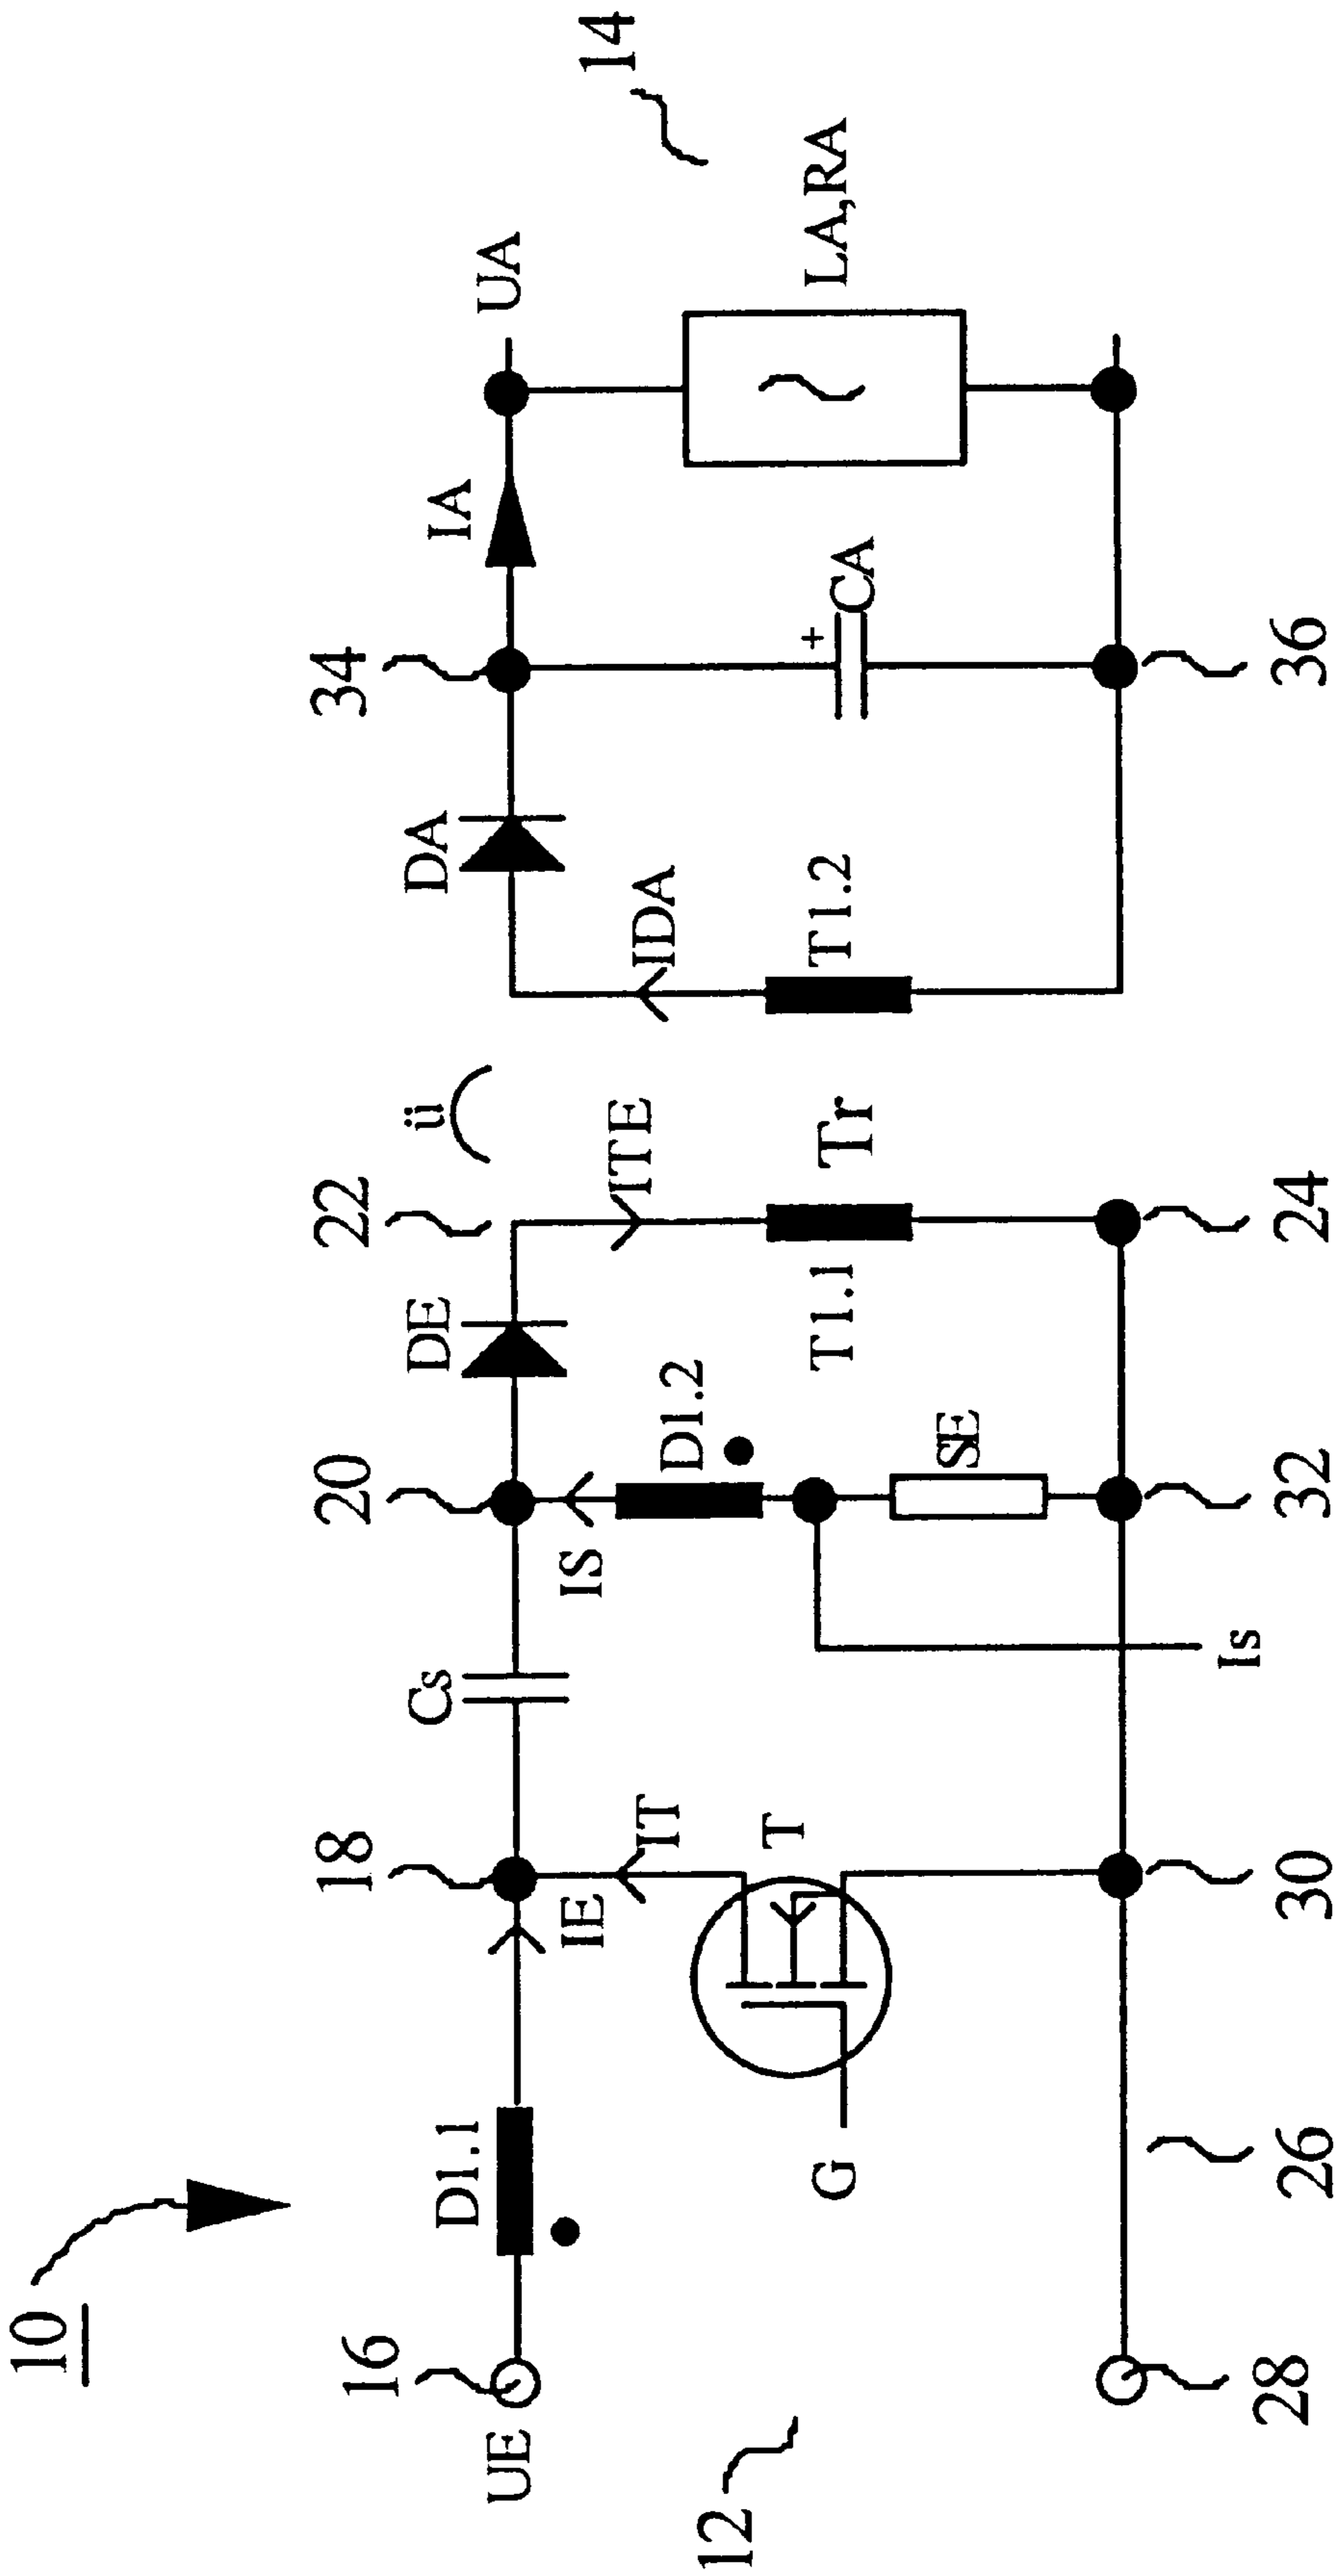 10
12
14
16
UE
D1.1
IE
18
IT
T
G
Cs
20
IS
D1.2
SE
Is
DE
22
ITE
T1.1
Tr
ü
T1.2
IDA
DA
34
IA
UA
+
CA
LA,RA
28
26
30
32
24
36